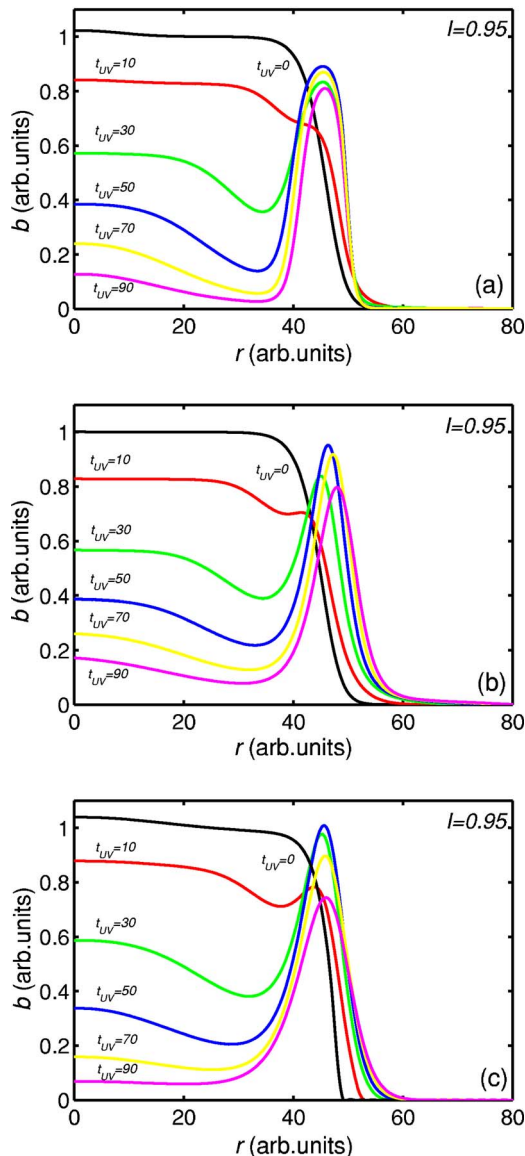 I=0.95
1
0.8
0.6
0.4
0.2
0
b (arb.units)
t_UV=10
t_UV=0
t_UV=30
t_UV=50
t_UV=70
t_UV=90
(a)
0 20 40 60 80
r (arb.units)
I=0.95
1
0.8
0.6
0.4
0.2
0
b (arb.units)
t_UV=10
t_UV=0
t_UV=30
t_UV=50
t_UV=70
t_UV=90
(b)
0 20 40 60 80
r (arb.units)
I=0.95
1
0.8
0.6
0.4
0.2
0
b (arb.units)
t_UV=10
t_UV=0
t_UV=30
t_UV=50
t_UV=70
t_UV=90
(c)
0 20 40 60 80
r (arb.units)